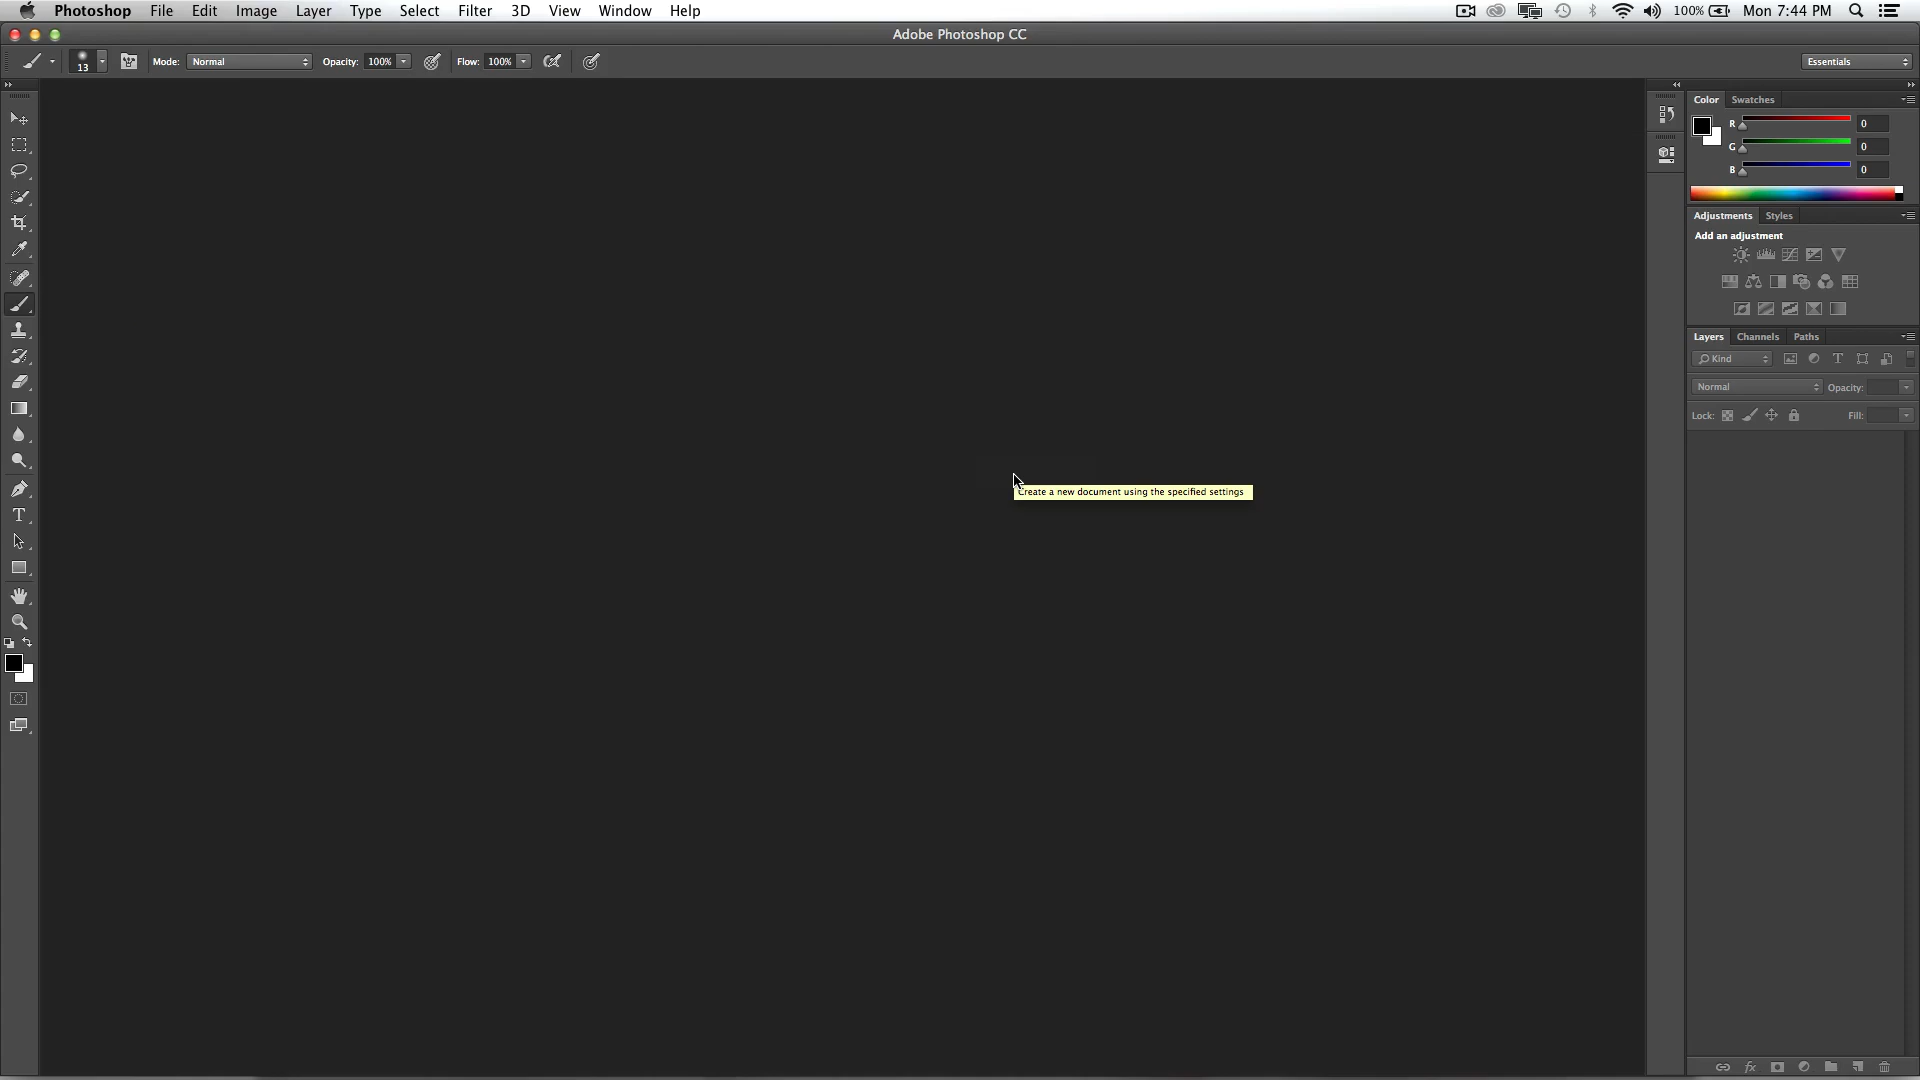 Photoshop File Edit Image Layer Type Select Filter 3D View Window Help 100% Mon 7:44 PM
Adobe Photoshop CC
13 Mode: Normal Opacity: 100% Flow: 100% Essentials
Color Swatches
R 0
G 0
B 0
Adjustments Styles
Add an adjustment
Layers Channels Paths
Kind
Normal Opacity:
Lock: Fill:
Create a new document using the specified settings
T
fx